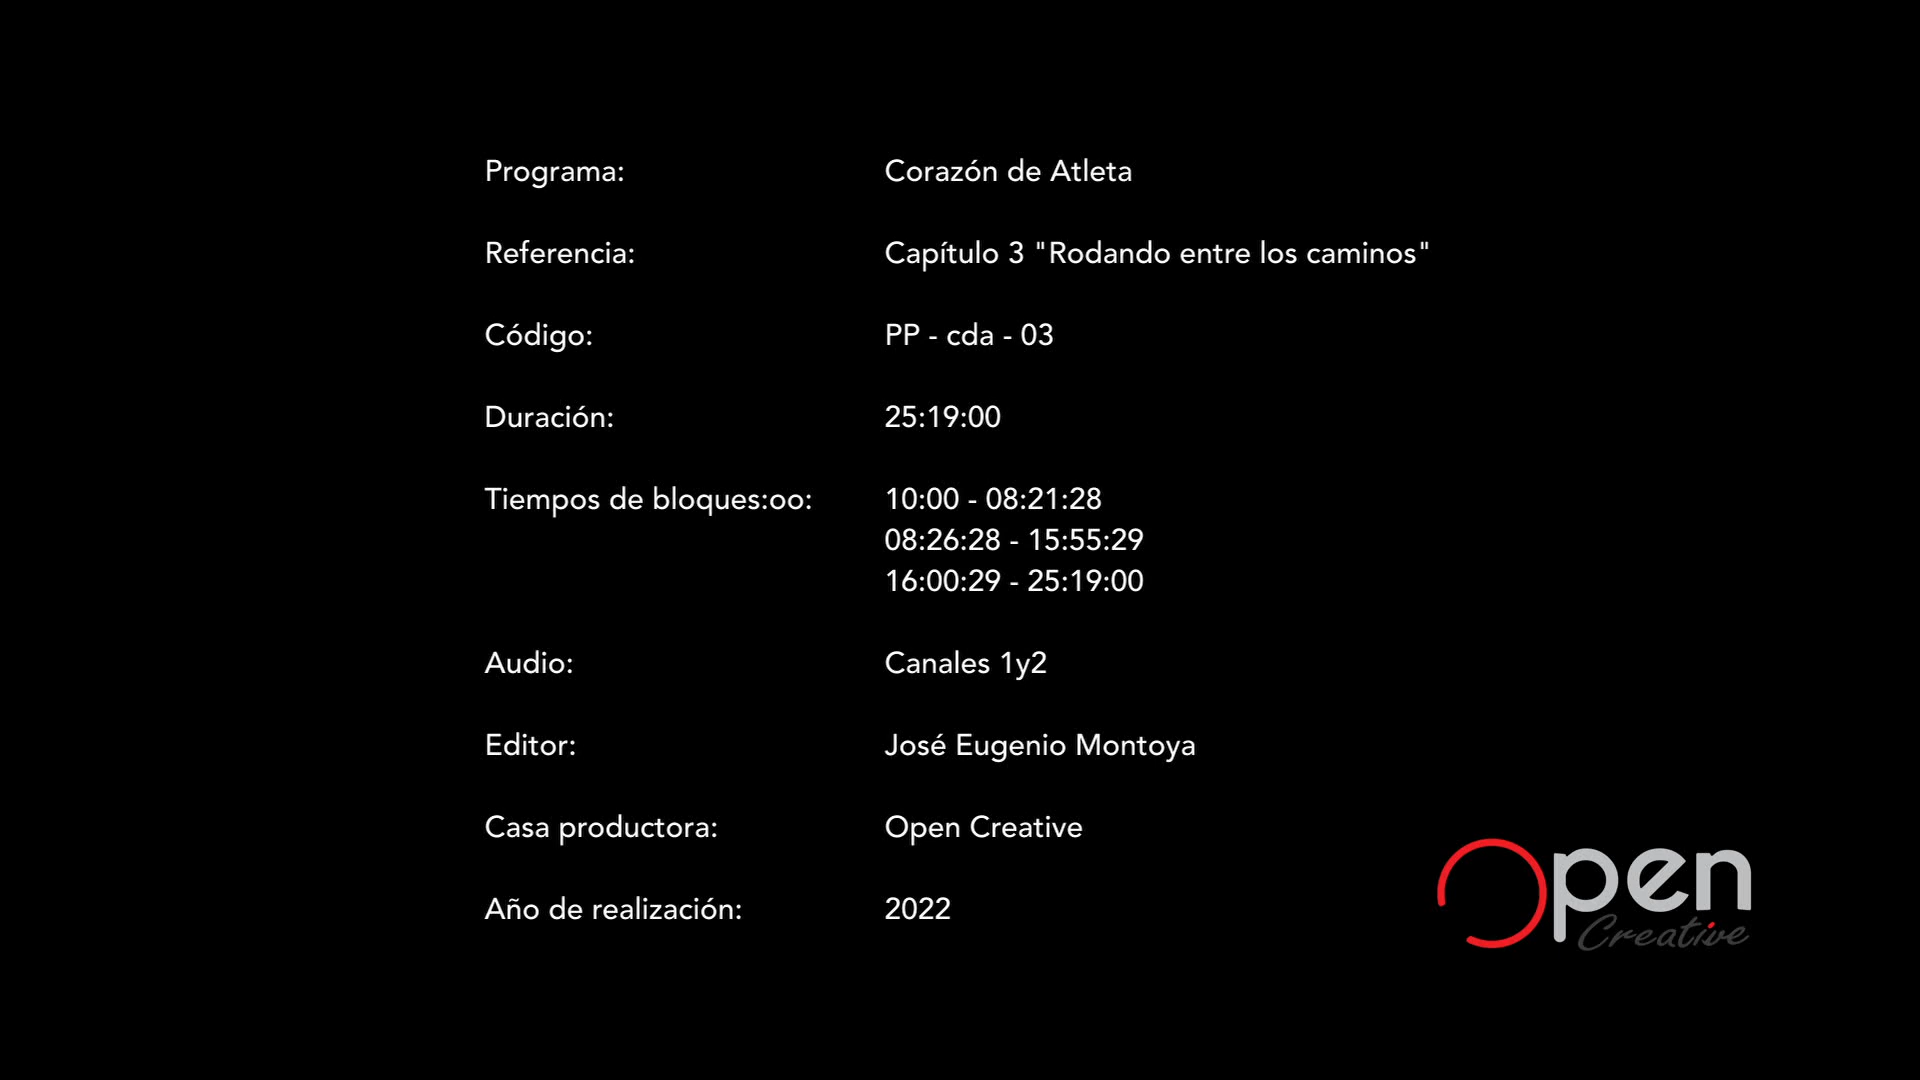 Programa: Corazón de Atleta
Referencia: Capítulo 3 "Rodando entre los caminos"
Código: PP - cda - 03
Duración: 25:19:00
Tiempos de bloques:oo: 10:00 - 08:21:28
08:26:28 - 15:55:29
16:00:29 - 25:19:00
Audio: Canales 1y2
Editor: José Eugenio Montoya
Casa productora: Open Creative
Año de realización: 2022
Open
Creative